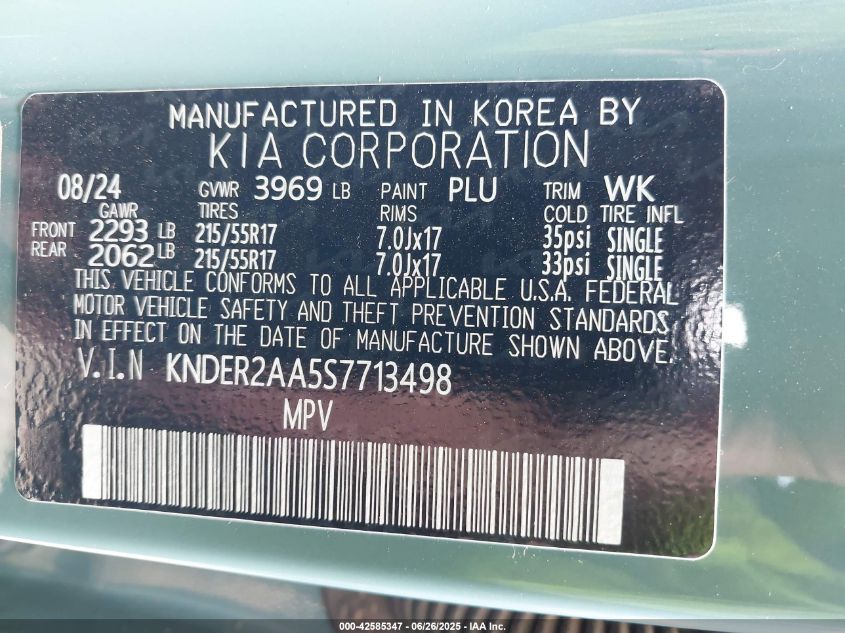 MANUFACTURED IN KOREA BY
KIA CORPORATION
08/24 GVWR 3969 LB PAINT PLU TRIM WK
GAWR TIRES RIMS COLD TIRE INFL
FRONT 2293 LB 215/55R17 7.0Jx17 35psi SINGLE
REAR 2062 LB 215/55R17 7.0Jx17 33psi SINGLE
THIS VEHICLE CONFORMS TO ALL APPLICABLE U.S.A. FEDERAL
MOTOR VEHICLE SAFETY AND THEFT PREVENTION STANDARDS
IN EFFECT ON THE DATE OF MANUFACTURE SHOWN ABOVE.
V.I.N KNDER2AA5S7713498
MPV
000-42585347 - 06/26/2025 - IAA Inc.